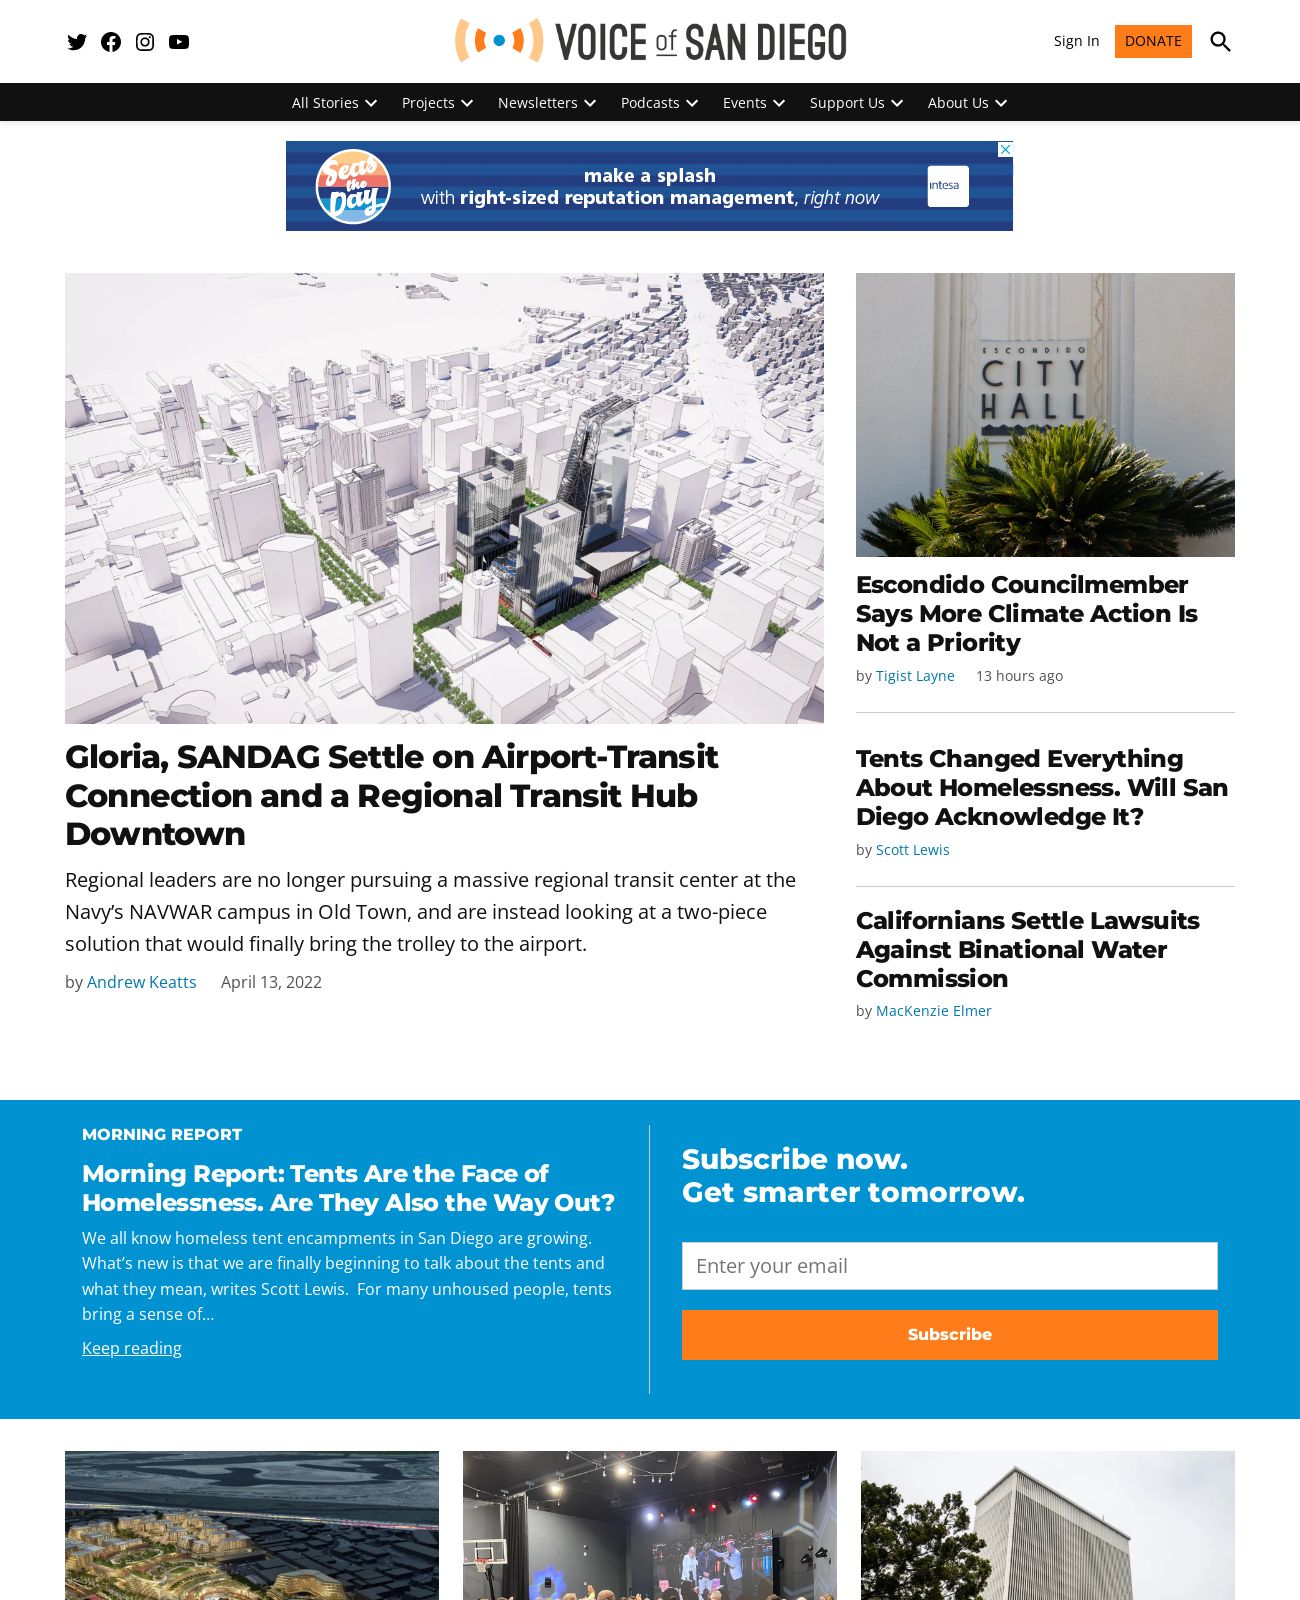 VOICE of SAN DIEGO
Sign In
DONATE
All Stories
Projects
Newsletters
Podcasts
Events
Support Us
About Us
Seas
the
Day
make a splash
with right-sized reputation management, right now
intesa
ESCONDIDO
CITY
HALL
Gloria, SANDAG Settle on Airport-Transit
Connection and a Regional Transit Hub
Downtown
Regional leaders are no longer pursuing a massive regional transit center at the
Navy’s NAVWAR campus in Old Town, and are instead looking at a two-piece
solution that would finally bring the trolley to the airport.
by Andrew Keatts April 13, 2022
Escondido Councilmember
Says More Climate Action Is
Not a Priority
by Tigist Layne 13 hours ago
Tents Changed Everything
About Homelessness. Will San
Diego Acknowledge It?
by Scott Lewis
Californians Settle Lawsuits
Against Binational Water
Commission
by MacKenzie Elmer
MORNING REPORT
Morning Report: Tents Are the Face of
Homelessness. Are They Also the Way Out?
We all know homeless tent encampments in San Diego are growing.
What’s new is that we are finally beginning to talk about the tents and
what they mean, writes Scott Lewis.  For many unhoused people, tents
bring a sense of…
Keep reading
Subscribe now.
Get smarter tomorrow.
Enter your email
Subscribe